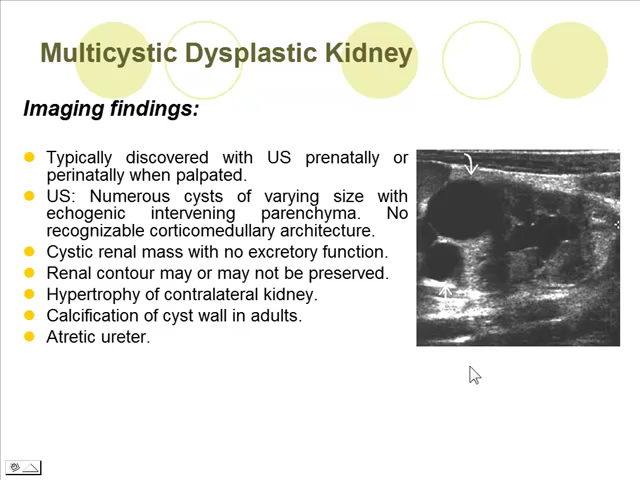 Multicystic Dysplastic Kidney
Imaging findings:
Typically discovered with US prenatally or
perinatally when palpated.
US: Numerous cysts of varying size with
echogenic intervening parenchyma. No
recognizable corticomedullary architecture.
Cystic renal mass with no excretory function.
Renal contour may or may not be preserved.
Hypertrophy of contralateral kidney.
Calcification of cyst wall in adults.
Atretic ureter.